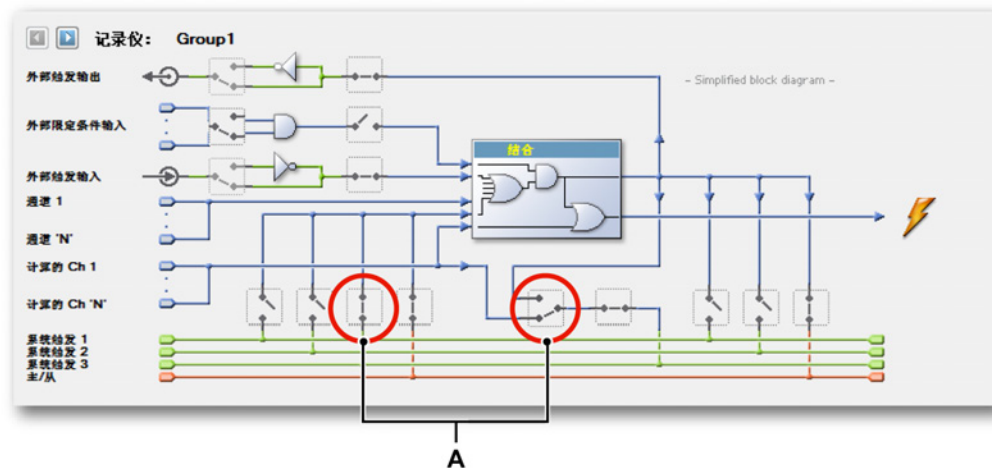 记录仪: Group1
外部触发输出
- Simplified block diagram -
外部限定条件输入
结合
外部触发输入
通道 1
通道 'N'
计算的 Ch 1
计算的 Ch 'N'
系统触发 1
系统触发 2
系统触发 3
主/从
A